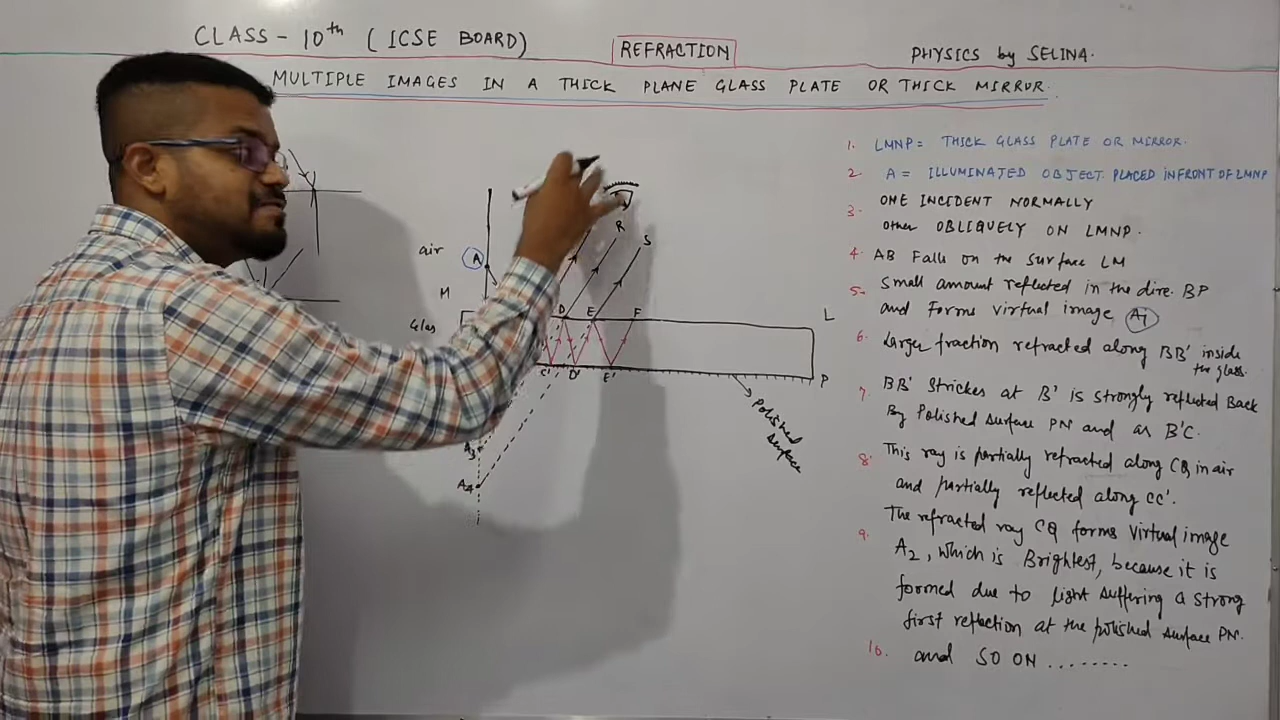 CLASS - 10th ( ICSE BOARD)
REFRACTION
PHYSICS by SELINA.
MULTIPLE IMAGES IN A THICK PLANE GLASS PLATE OR THICK MIRROR.
1. LMNP = THICK GLASS PLATE OR MIRROR.
2. A = ILLUMINATED OBJECT PLACED IN FRONT OF LMNP
3. ONE INCIDENT NORMALLY
Other OBLIQUELY ON LMNP.
4. AB Falls on the surface LM
5. Small amount reflected in the dire. BP
and forms virtual image A1
6. Larger fraction refracted along BB' inside
the glass.
7. BB' Strickes at B' is strongly reflected Back
By Polished surface PN and as B'C.
8. This ray is partially refracted along CQ in air
and partially reflected along CC'.
9. The refracted ray CQ forms Virtual image
A2, which is Brightest, because it is
formed due to light suffering a strong
first reflection at the polished surface PN.
10. and SO ON ........
air
A
R
S
M
Glas
D
E
F
L
C'
D'
E'
P
Polished
surface
A3
A4